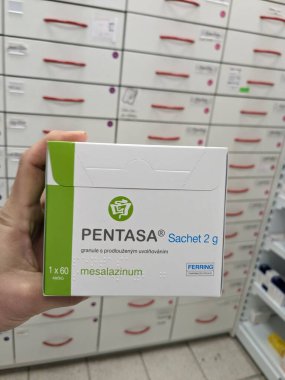 PENTASA® Sachet 2 g
granule s prodlouženým uvolňováním
1 x 60
mesalazinum
FERRING